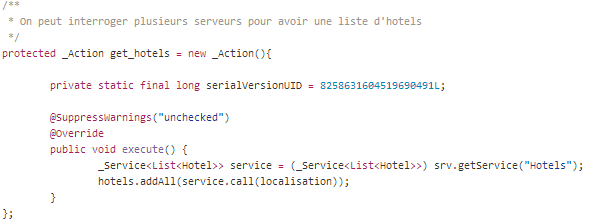 /**
 * On peut interroger plusieurs serveurs pour avoir une liste d'hotels
 */
protected _Action get_hotels = new _Action(){
private static final long serialVersionUID = 8258631604519690491L;
@SuppressWarnings("unchecked")
@Override
public void execute() {
_Service<List<Hotel>> service = (_Service<List<Hotel>>) srv.getService("Hotels");
hotels.addAll(service.call(localisation));
}
};